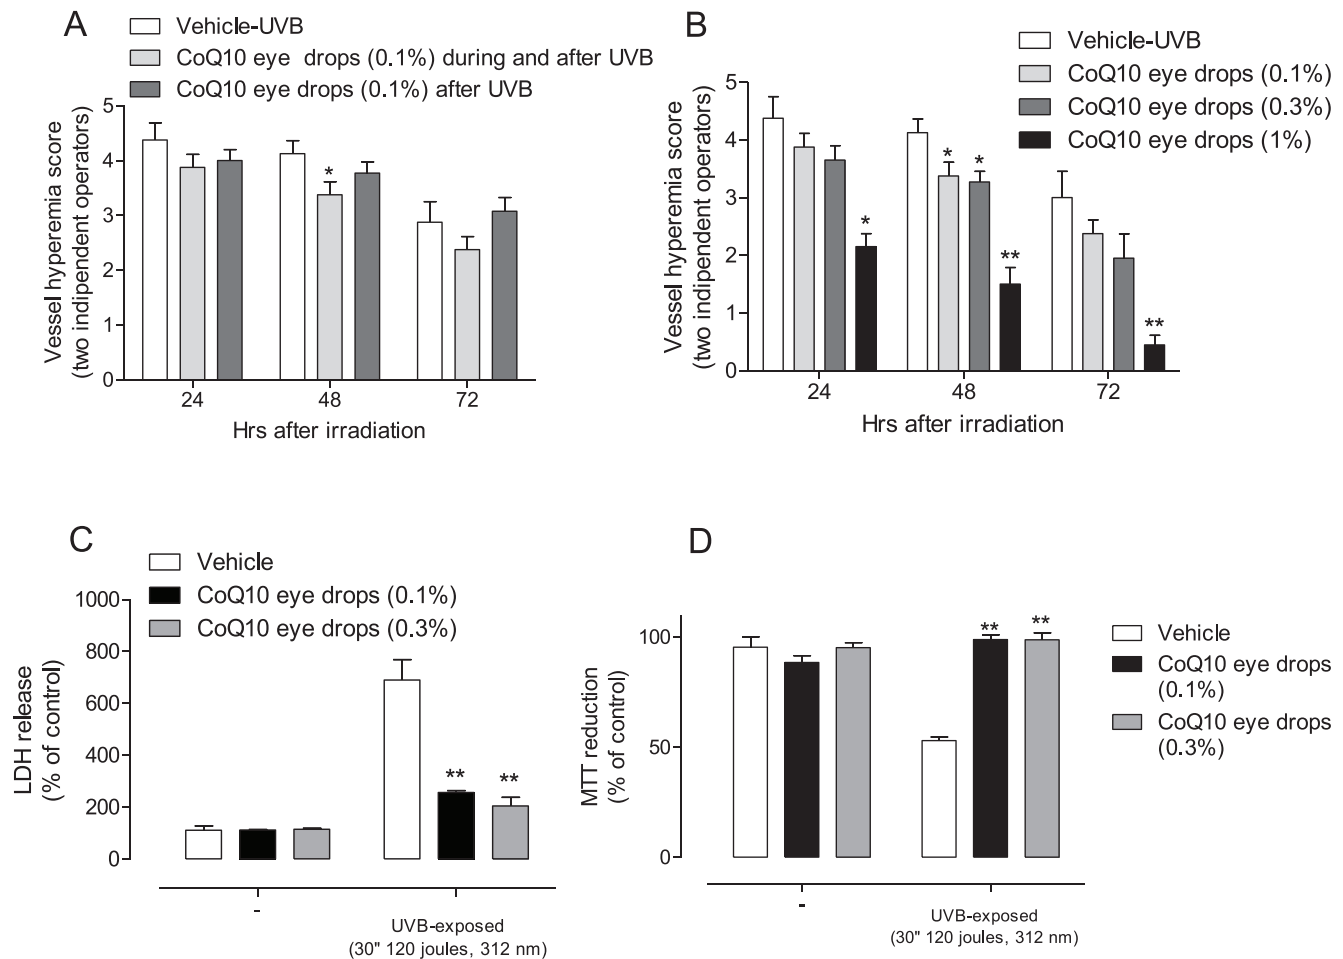 A
Vehicle-UVB
CoQ10 eye drops (0.1%) during and after UVB
CoQ10 eye drops (0.1%) after UVB
Vessel hyperemia score
(two indipendent operators)
5
4
3
2
1
0
*
24
48
72
Hrs after irradiation
B
Vehicle-UVB
CoQ10 eye drops (0.1%)
CoQ10 eye drops (0.3%)
CoQ10 eye drops (1%)
Vessel hyperemia score
(two indipendent operators)
5
4
3
2
1
0
*
*
*
**
**
24
48
72
Hrs after irradiation
C
Vehicle
CoQ10 eye drops (0.1%)
CoQ10 eye drops (0.3%)
LDH release
(% of control)
1000
800
600
400
200
0
**
**
-
UVB-exposed
(30" 120 joules, 312 nm)
D
Vehicle
CoQ10 eye drops
(0.1%)
CoQ10 eye drops
(0.3%)
MTT reduction
(% of control)
100
50
0
**
**
-
UVB-exposed
(30" 120 joules, 312 nm)